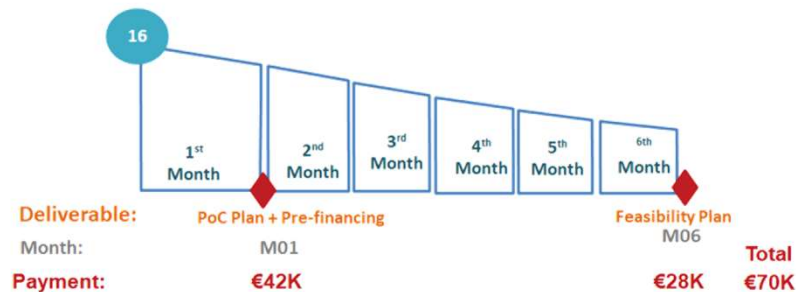 16
1st
Month
2nd
Month
3rd
Month
4th
Month
5th
Month
6th
Month
Deliverable:
PoC Plan + Pre-financing
Feasibility Plan
Month:
M01
M06
Total
Payment:
€42K
€28K
€70K